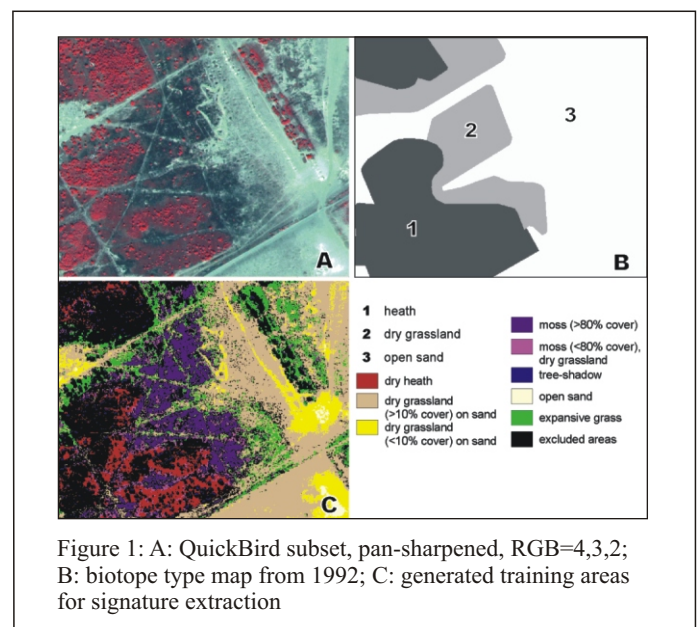 A
B
1
2
3
C
1 heath
2 dry grassland
3 open sand
dry heath
dry grassland
(>10% cover) on sand
dry grassland
(<10% cover) on sand
moss (>80% cover)
moss (<80% cover),
dry grassland
tree-shadow
open sand
expansive grass
excluded areas
Figure 1: A: QuickBird subset, pan-sharpened, RGB=4,3,2;
B: biotope type map from 1992; C: generated training areas
for signature extraction